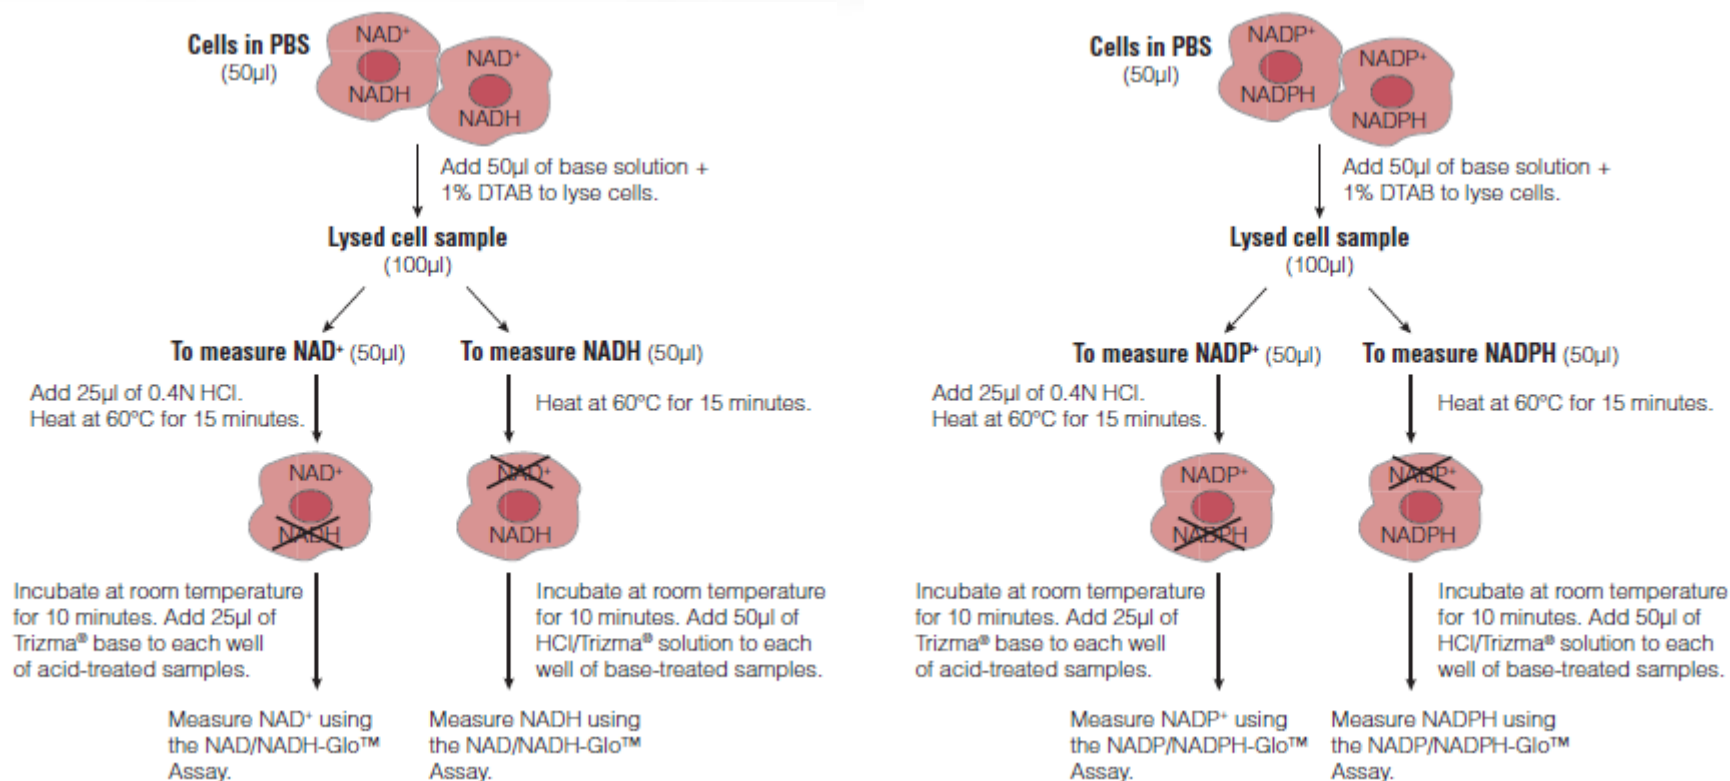 Cells in PBS
(50µl)
NAD⁺
NADH
NAD⁺
NADH
Add 50µl of base solution +
1% DTAB to lyse cells.
Lysed cell sample
(100µl)
To measure NAD⁺ (50µl)
To measure NADH (50µl)
Add 25µl of 0.4N HCl.
Heat at 60°C for 15 minutes.
Heat at 60°C for 15 minutes.
NAD⁺
NADH
NAD⁺
NADH
Incubate at room temperature
for 10 minutes. Add 25µl of
Trizma® base to each well
of acid-treated samples.
Incubate at room temperature
for 10 minutes. Add 50µl of
HCl/Trizma® solution to each
well of base-treated samples.
Measure NAD⁺ using
the NAD/NADH-Glo™
Assay.
Measure NADH using
the NAD/NADH-Glo™
Assay.
Cells in PBS
(50µl)
NADP⁺
NADPH
NADP⁺
NADPH
Add 50µl of base solution +
1% DTAB to lyse cells.
Lysed cell sample
(100µl)
To measure NADP⁺ (50µl)
To measure NADPH (50µl)
Add 25µl of 0.4N HCl.
Heat at 60°C for 15 minutes.
Heat at 60°C for 15 minutes.
NADP⁺
NADPH
NADP⁺
NADPH
Incubate at room temperature
for 10 minutes. Add 25µl of
Trizma® base to each well
of acid-treated samples.
Incubate at room temperature
for 10 minutes. Add 50µl of
HCl/Trizma® solution to each
well of base-treated samples.
Measure NADP⁺ using
the NADP/NADPH-Glo™
Assay.
Measure NADPH using
the NADP/NADPH-Glo™
Assay.